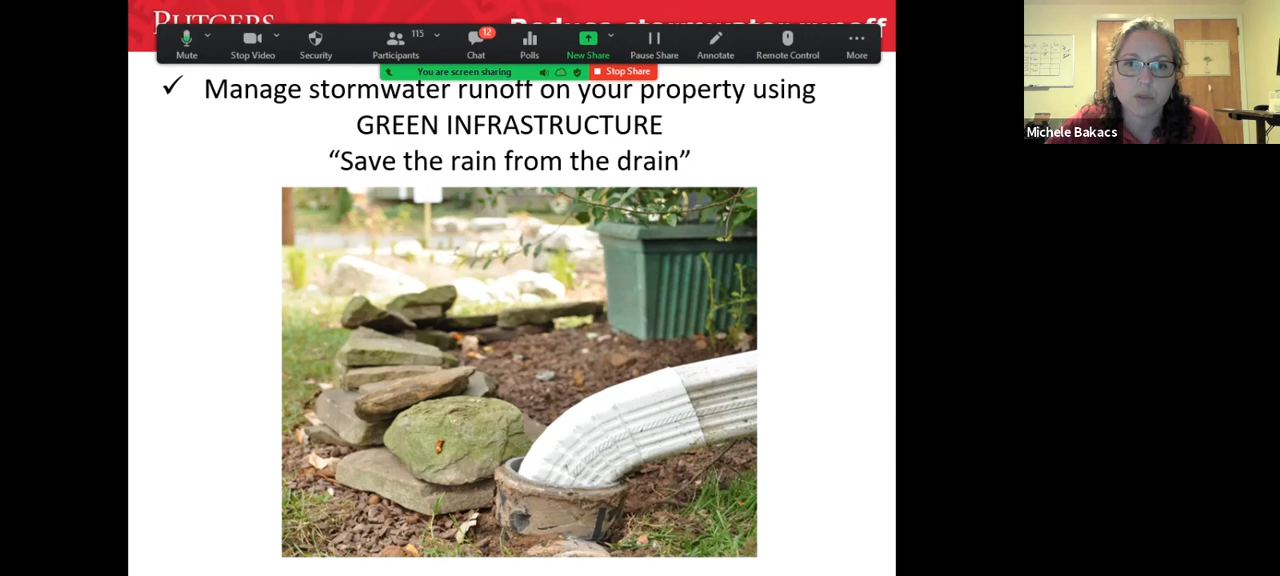 RUTGERS
Reduce stormwater runoff
Mute
Stop Video
Security
115
Participants
12
Chat
Polls
New Share
Pause Share
Annotate
Remote Control
More
You are screen sharing
Stop Share
✓ Manage stormwater runoff on your property using
GREEN INFRASTRUCTURE
“Save the rain from the drain”
Michele Bakacs